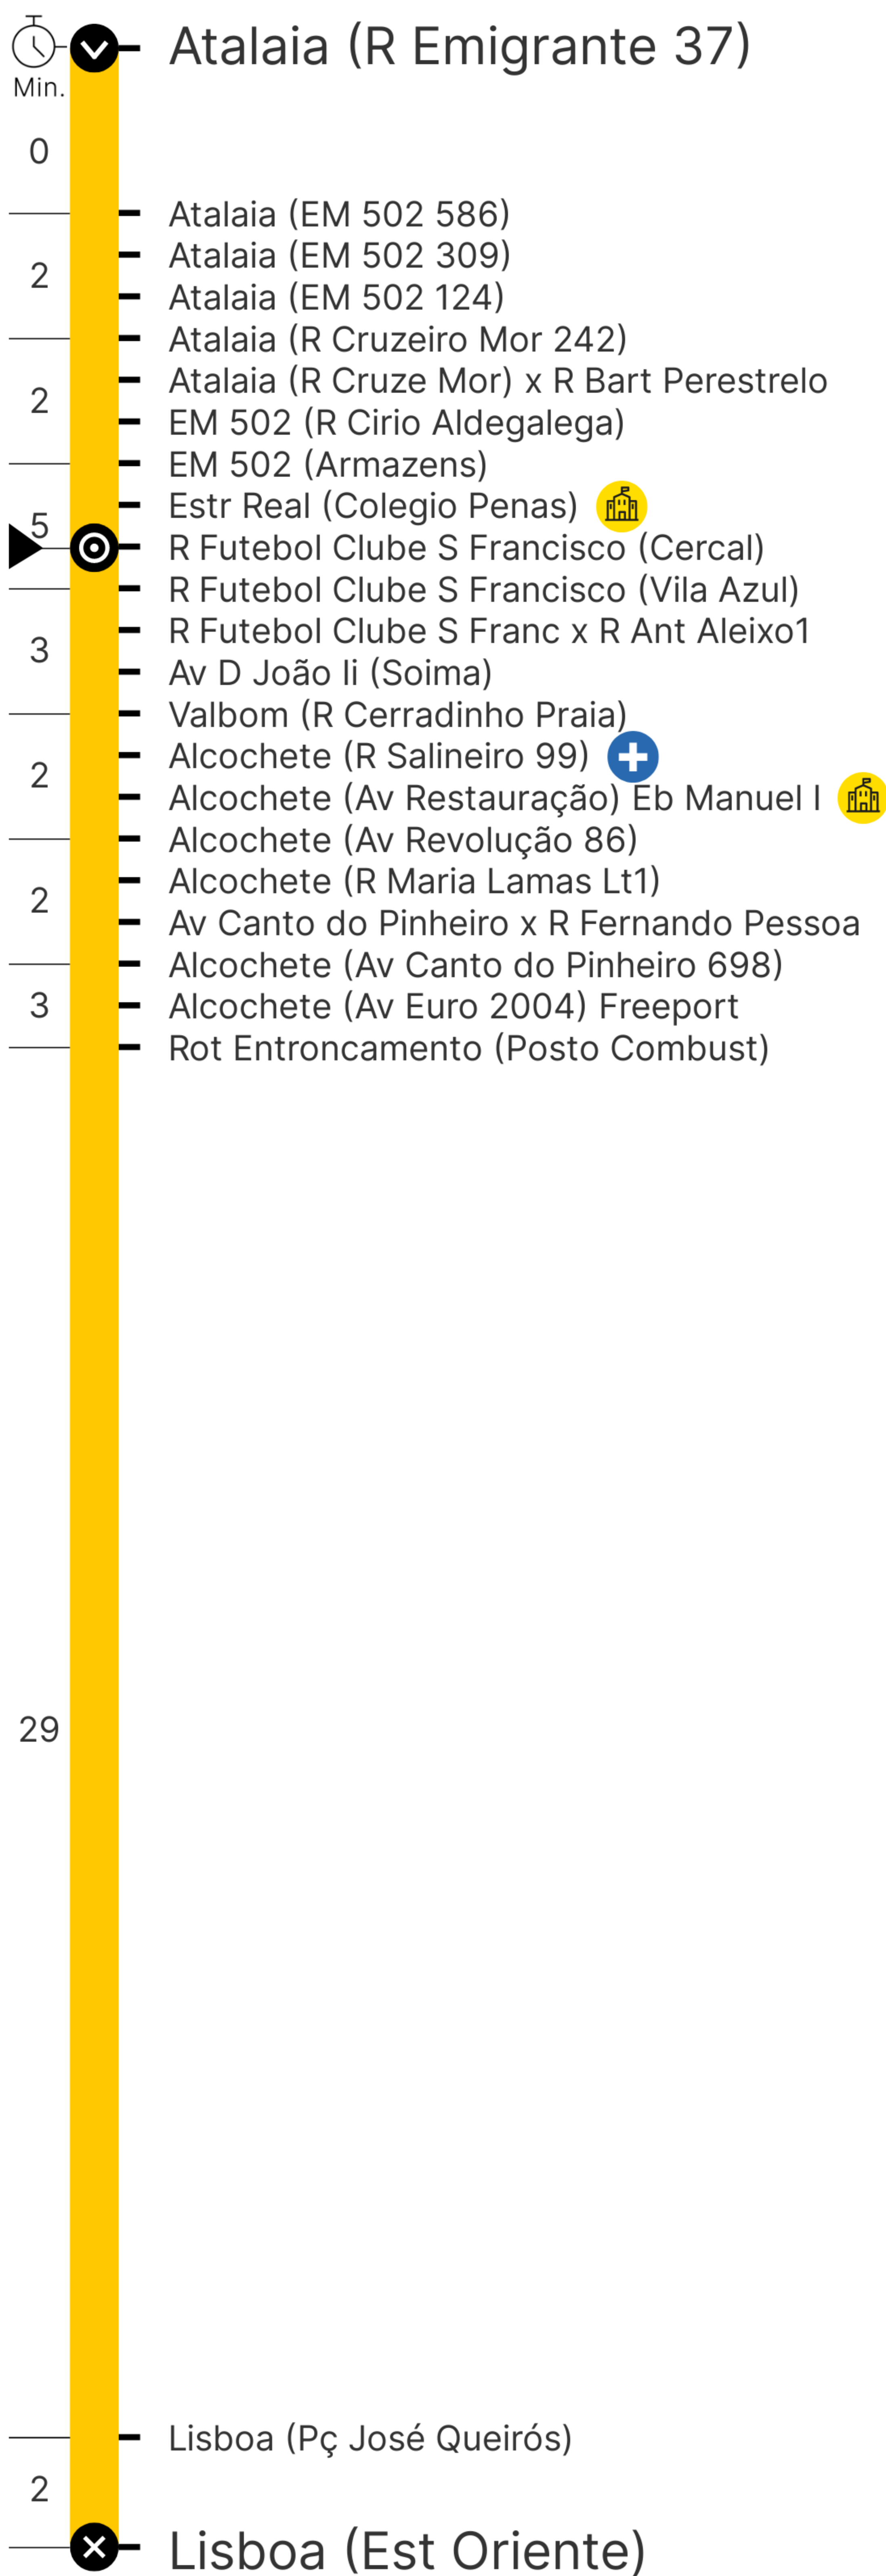 Atalaia (R Emigrante 37)
Min.
0
Atalaia (EM 502 586)
Atalaia (EM 502 309)
2
Atalaia (EM 502 124)
Atalaia (R Cruzeiro Mor 242)
Atalaia (R Cruze Mor) x R Bart Perestrelo
2
EM 502 (R Cirio Aldegalega)
EM 502 (Armazens)
Estr Real (Colegio Penas)
5
R Futebol Clube S Francisco (Cercal)
R Futebol Clube S Francisco (Vila Azul)
R Futebol Clube S Franc x R Ant Aleixo1
3
Av D João Ii (Soima)
Valbom (R Cerradinho Praia)
Alcochete (R Salineiro 99)
2
Alcochete (Av Restauração) Eb Manuel I
Alcochete (Av Revolução 86)
Alcochete (R Maria Lamas Lt1)
2
Av Canto do Pinheiro x R Fernando Pessoa
Alcochete (Av Canto do Pinheiro 698)
3
Alcochete (Av Euro 2004) Freeport
Rot Entroncamento (Posto Combust)
29
Lisboa (Pç José Queirós)
2
Lisboa (Est Oriente)